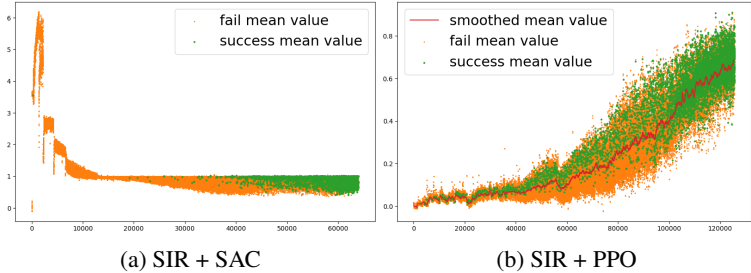 fail mean value
success mean value
6
5
4
3
2
1
0
0 10000 20000 30000 40000 50000 60000
(a) SIR + SAC
smoothed mean value
fail mean value
success mean value
0.8
0.6
0.4
0.2
0.0
0 20000 40000 60000 80000 100000 120000
(b) SIR + PPO